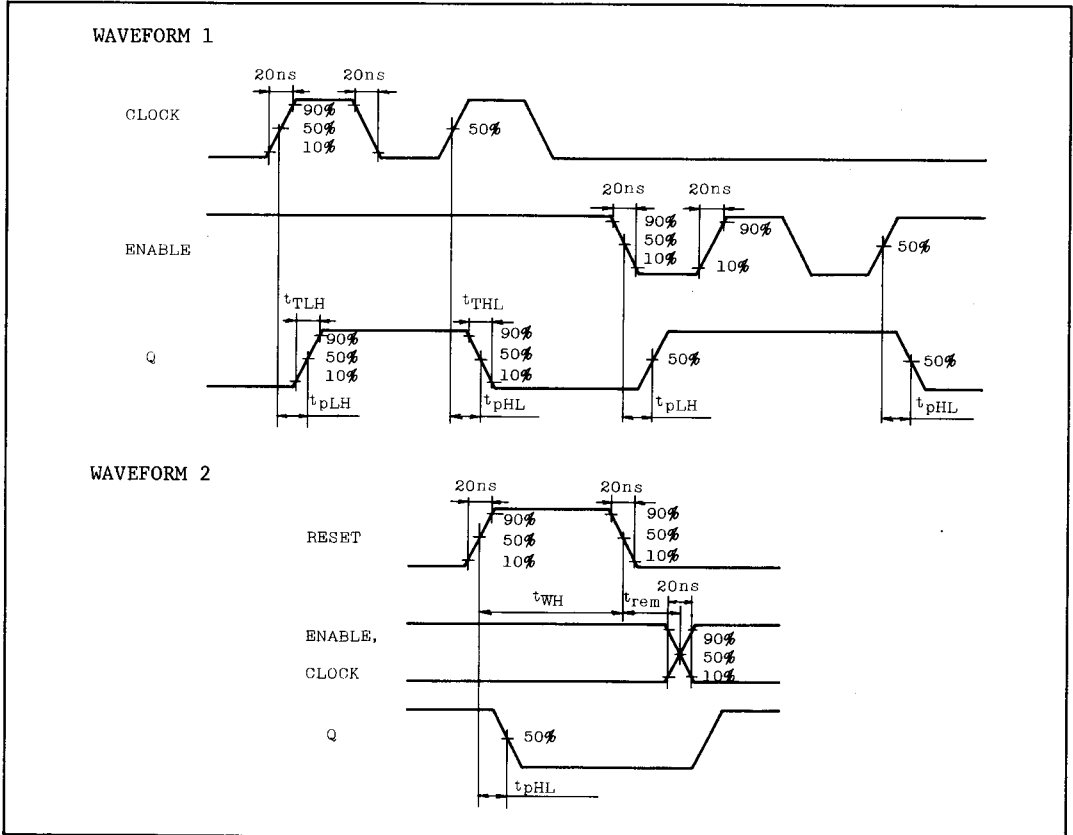 WAVEFORM 1
20ns 20ns
CLOCK
90%
50%
10%
50%
20ns 20ns
ENABLE
90%
50%
10%
90%
10%
50%
tTLH tTHL
Q
90%
50%
10%
90%
50%
10%
50%
50%
tpLH tpHL tpLH tpHL
WAVEFORM 2
20ns 20ns
RESET
90%
50%
10%
90%
50%
10%
tWH trem 20ns
ENABLE,
CLOCK
90%
50%
10%
Q
50%
tpHL